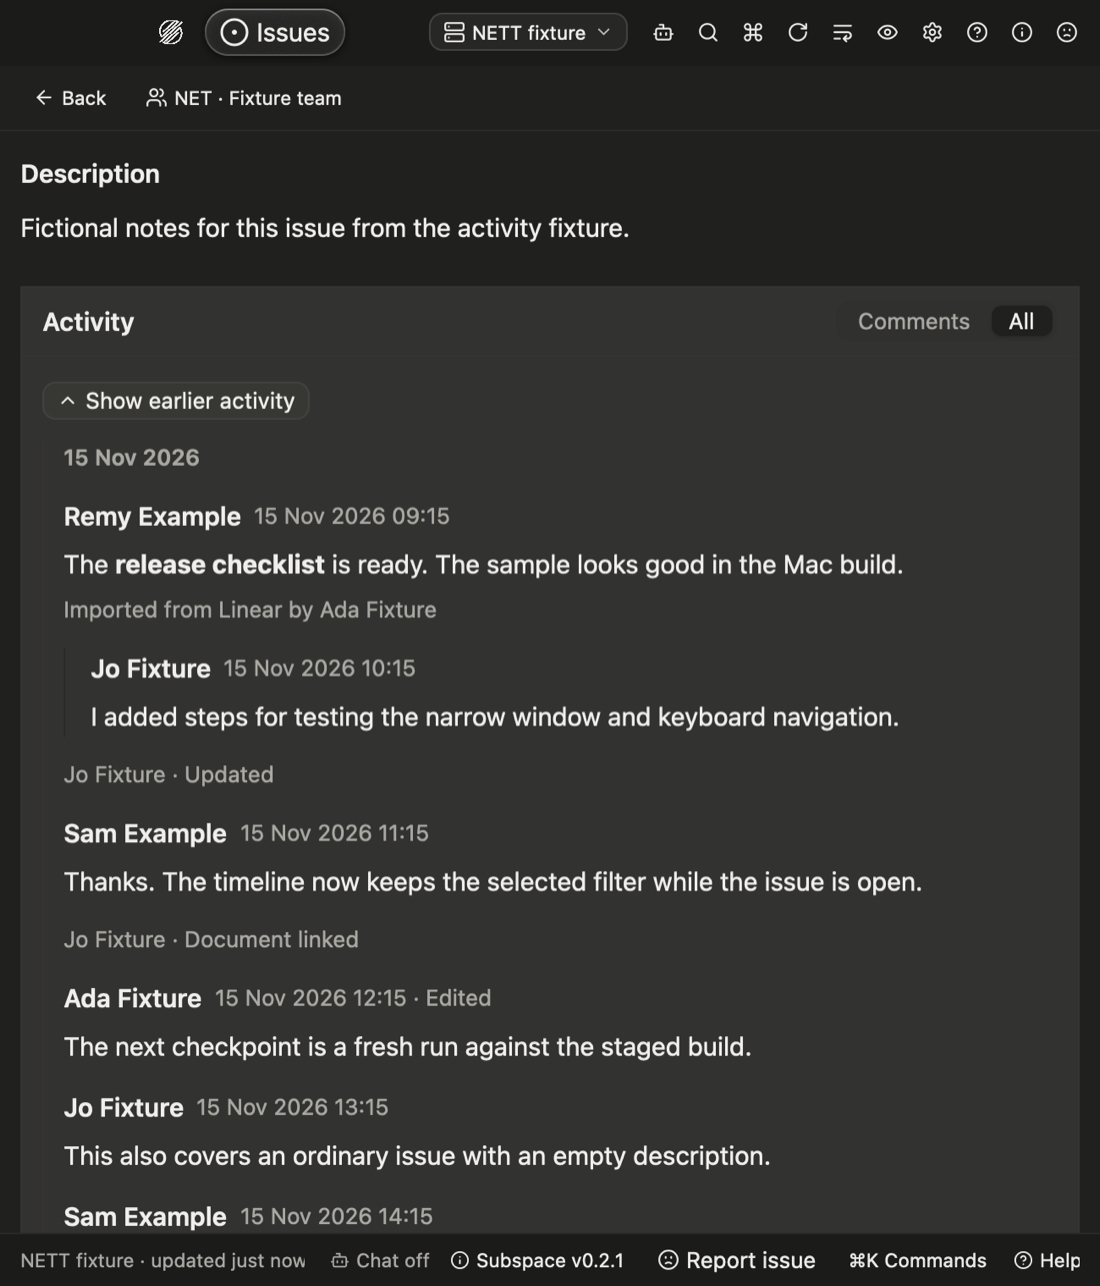 Issues
NETT fixture
Back
NET · Fixture team
Description
Fictional notes for this issue from the activity fixture.
Activity
Comments
All
Show earlier activity
15 Nov 2026
Remy Example 15 Nov 2026 09:15
The release checklist is ready. The sample looks good in the Mac build.
Imported from Linear by Ada Fixture
Jo Fixture 15 Nov 2026 10:15
I added steps for testing the narrow window and keyboard navigation.
Jo Fixture · Updated
Sam Example 15 Nov 2026 11:15
Thanks. The timeline now keeps the selected filter while the issue is open.
Jo Fixture · Document linked
Ada Fixture 15 Nov 2026 12:15 · Edited
The next checkpoint is a fresh run against the staged build.
Jo Fixture 15 Nov 2026 13:15
This also covers an ordinary issue with an empty description.
Sam Example 15 Nov 2026 14:15
NETT fixture · updated just now
Chat off
Subspace v0.2.1
Report issue
⌘K Commands
Help